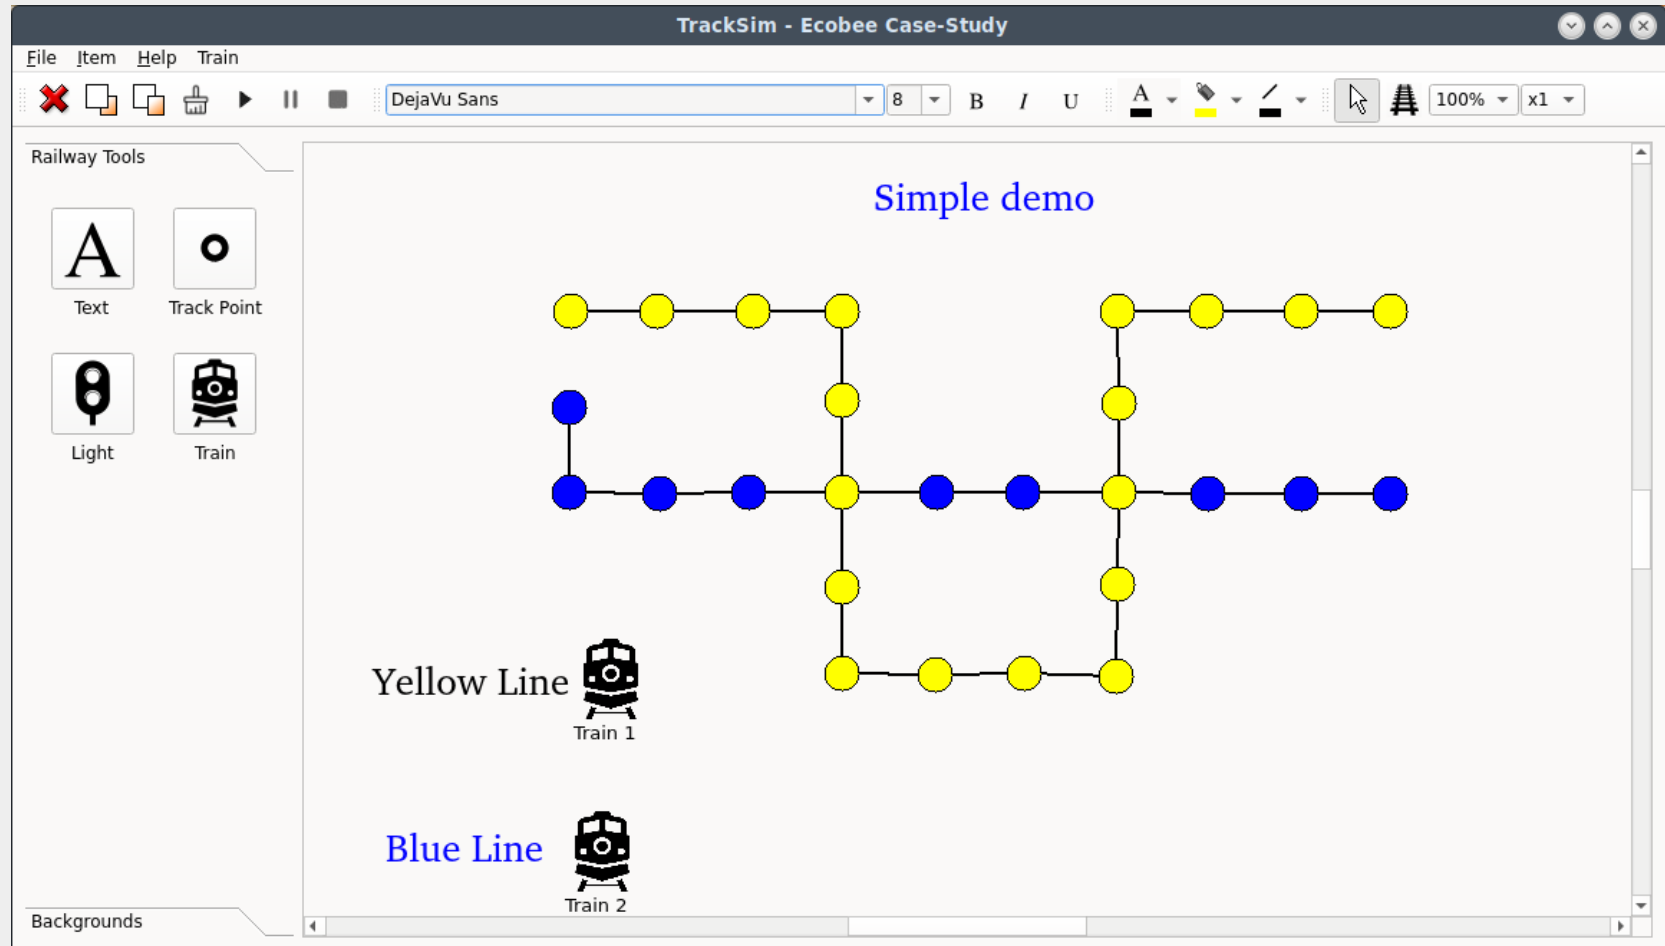 TrackSim - Ecobee Case-Study
File Item Help Train
DejaVu Sans 8 B I U A 100% x1
Railway Tools
A
Text Track Point
Light Train
Backgrounds
Simple demo
Yellow Line
Train 1
Blue Line
Train 2